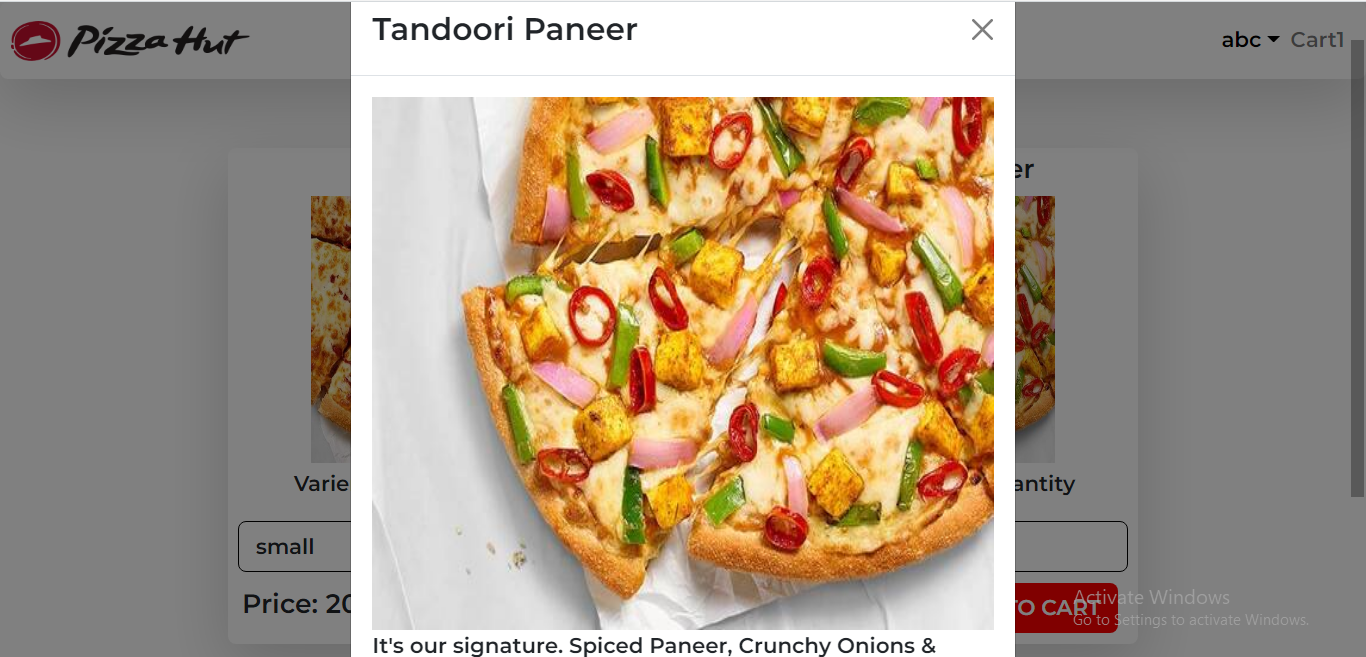 Tandoori Paneer
Pizza Hut
abc Cart1
er
Varie
antity
small
Price: 20
TO CART
Activate Windows
Go to Settings to activate Windows.
It's our signature. Spiced Paneer, Crunchy Onions &